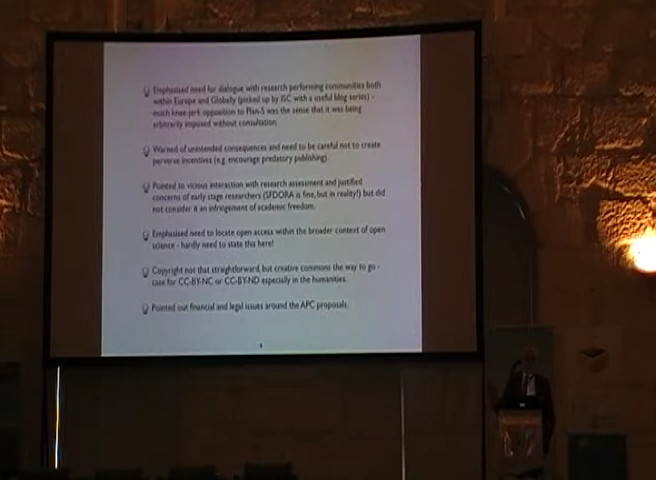 Emphasised need for dialogue with research performing communities both
within Europe and Globally (picked up by ISC with a useful blog series) -
much knee-jerk opposition to Plan-S was the sense that it was being
arbitrarily imposed without consultation.
Warned of unintended consequences and need to be careful not to create
perverse incentives (e.g. encourage predatory publishing).
Pointed to vicious interaction with research assessment and justified
concerns of early stage researchers (SFDORA is fine, but in reality?) but did
not consider it an infringement of academic freedom.
Emphasised need to locate open access within the broader context of open
science - hardly need to state this here!
Copyright not that straightforward, but creative commons the way to go -
case for CC-BY-NC or CC-BY-ND especially in the humanities.
Pointed out financial and legal issues around the APC proposals.